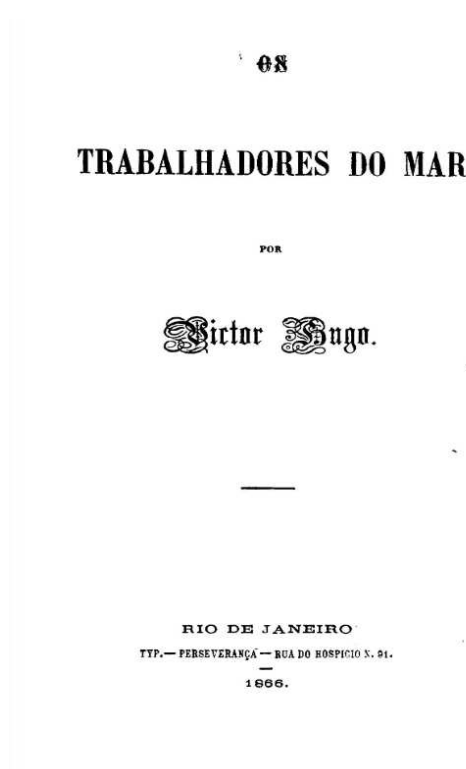 OS
TRABALHADORES DO MAR
POR
Victor Hugo.
RIO DE JANEIRO
TYP.— PERSEVERANÇA — RUA DO HOSPICIO N. 91.
1866.